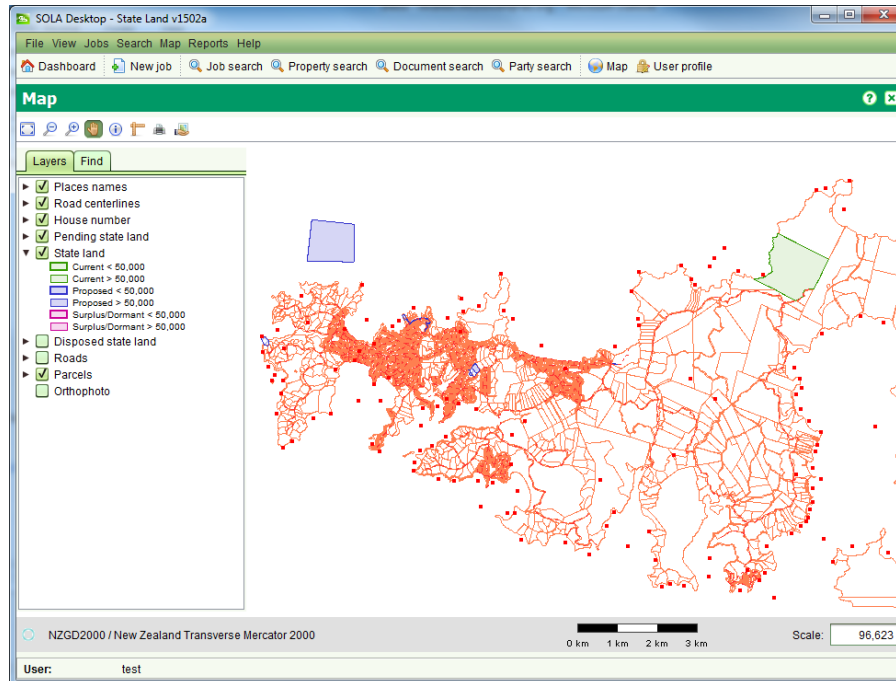 SOLA Desktop - State Land v1502a
File View Jobs Search Map Reports Help
Dashboard New job Job search Property search Document search Party search Map User profile
Map
Layers Find
Places names
Road centerlines
House number
Pending state land
State land
Current < 50,000
Current > 50,000
Proposed < 50,000
Proposed > 50,000
Surplus/Dormant < 50,000
Surplus/Dormant > 50,000
Disposed state land
Roads
Parcels
Orthophoto
NZGD2000 / New Zealand Transverse Mercator 2000
0 km 1 km 2 km 3 km
Scale: 96,623
User: test